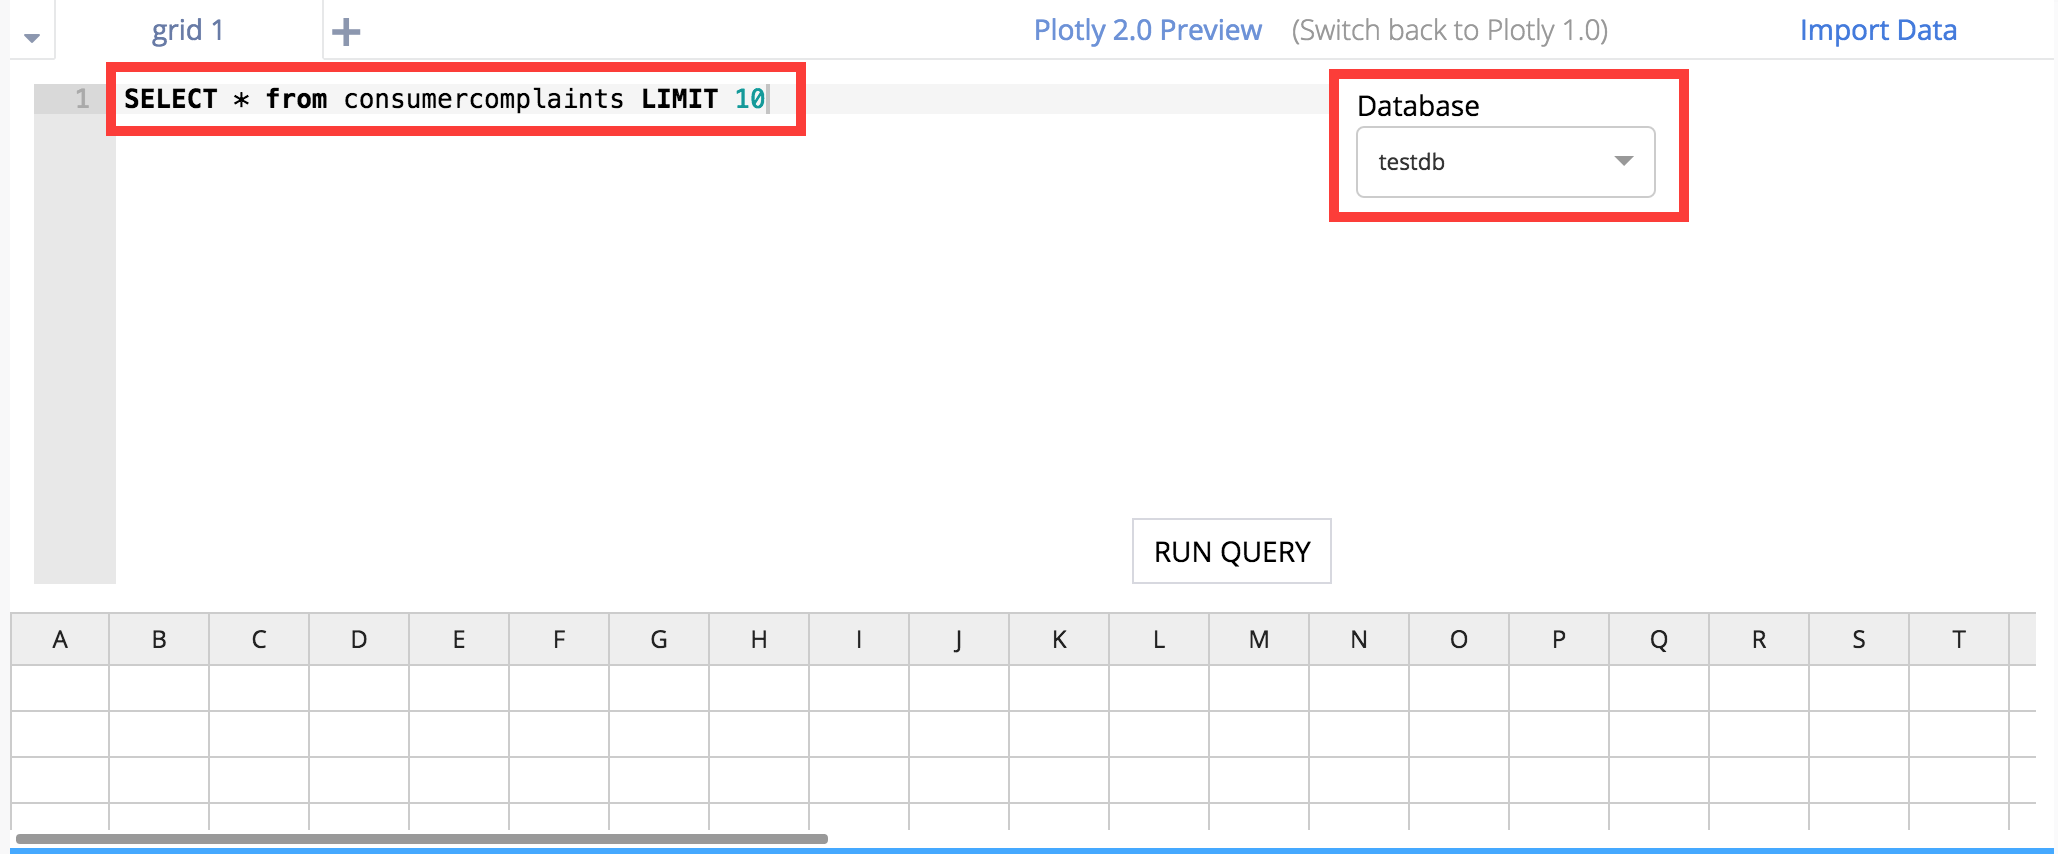 grid 1 Plotly 2.0 Preview (Switch back to Plotly 1.0) Import Data
1 SELECT * from consumercomplaints LIMIT 10
Database
testdb
RUN QUERY
A B C D E F G H I J K L M N O P Q R S T